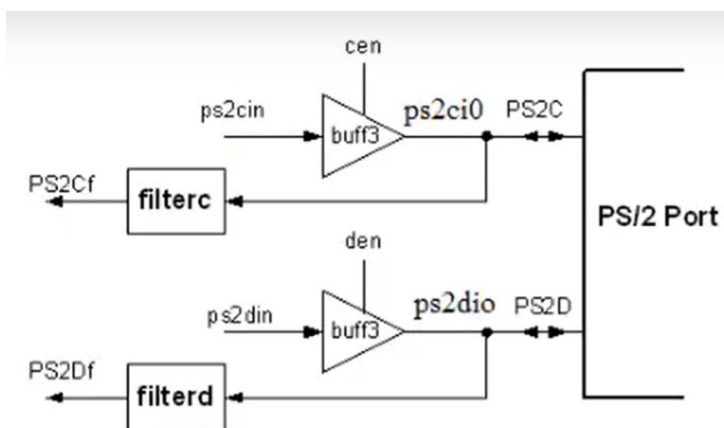 cen
ps2cin
buff3
ps2ci0
PS2C
PS2Cf
filterc
PS/2 Port
den
ps2din
buff3
ps2dio
PS2D
PS2Df
filterd